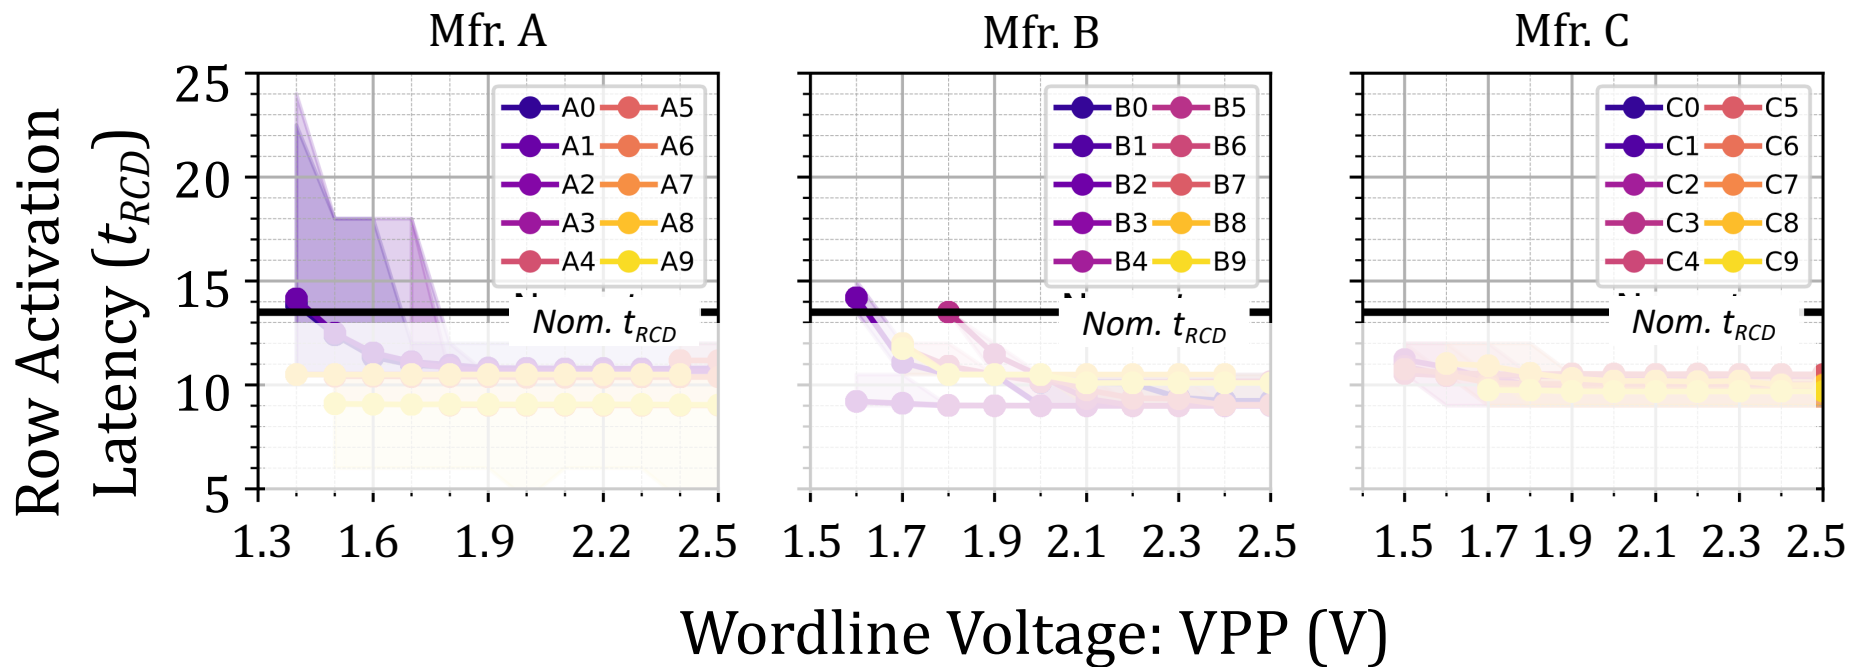 Mfr. A
Mfr. B
Mfr. C
Row Activation
Latency (tRCD)
25
20
15
10
5
A0 A5
A1 A6
A2 A7
A3 A8
A4 A9
Nom. tRCD
1.3 1.6 1.9 2.2 2.5
B0 B5
B1 B6
B2 B7
B3 B8
B4 B9
Nom. tRCD
1.5 1.7 1.9 2.1 2.3 2.5
C0 C5
C1 C6
C2 C7
C3 C8
C4 C9
Nom. tRCD
1.5 1.7 1.9 2.1 2.3 2.5
Wordline Voltage: VPP (V)